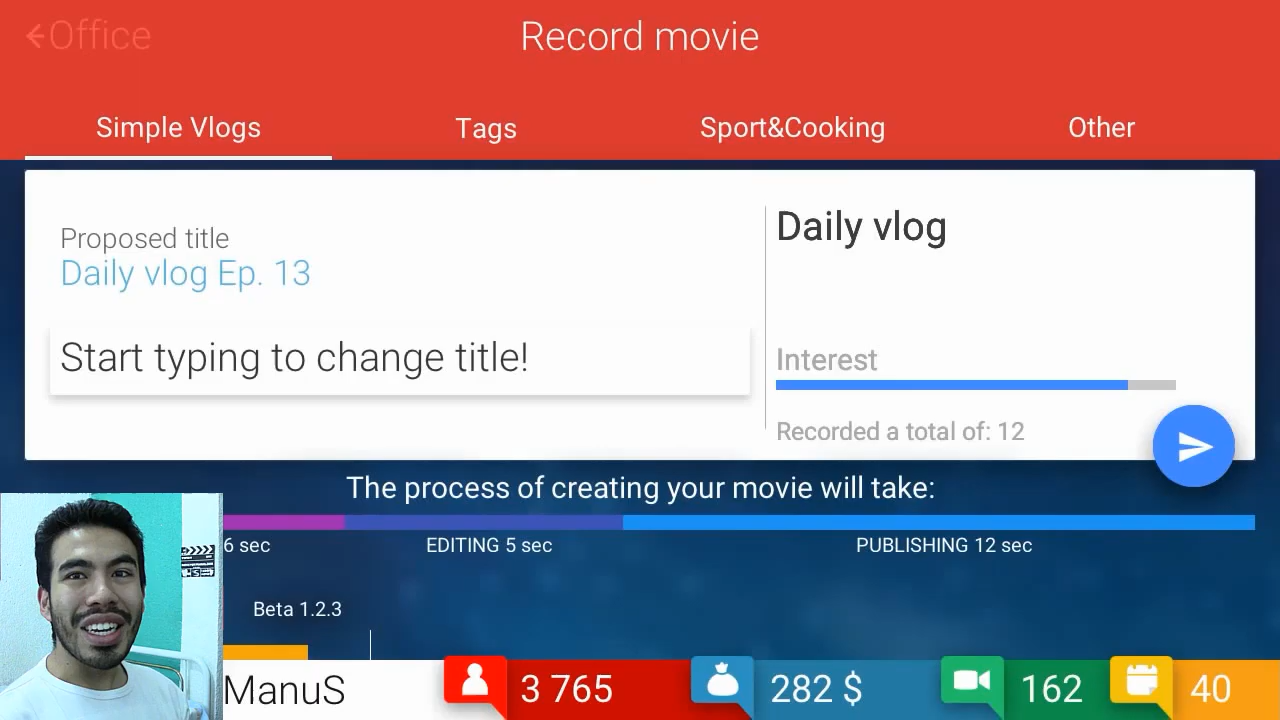 Office
Record movie
Simple Vlogs
Tags
Sport&Cooking
Other
Proposed title
Daily vlog Ep. 13
Start typing to change title!
Daily vlog
Interest
Recorded a total of: 12
The process of creating your movie will take:
6 sec
EDITING 5 sec
PUBLISHING 12 sec
Beta 1.2.3
ManuS
3 765
282 $
162
40